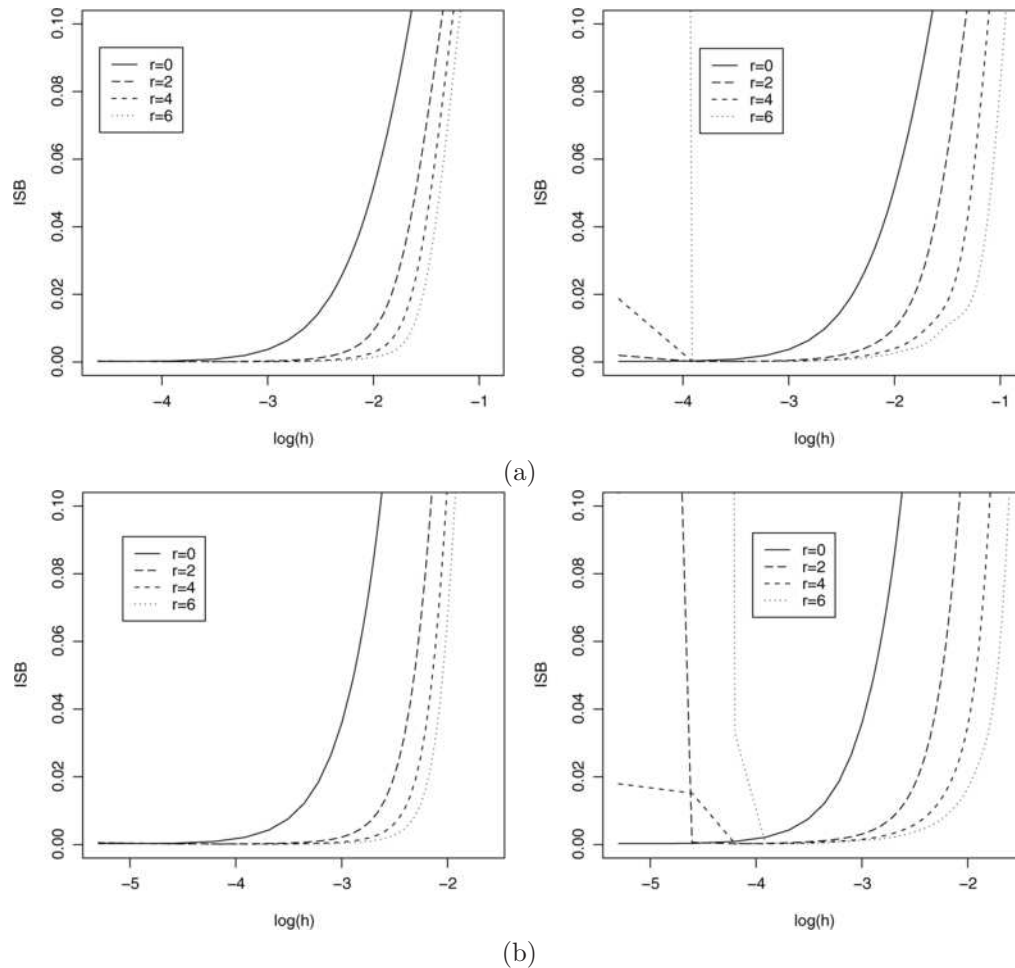 0.10
0.08
0.06
0.04
0.02
0.00
ISB
r=0
r=2
r=4
r=6
−4
−3
−2
−1
log(h)
0.10
0.08
0.06
0.04
0.02
0.00
ISB
r=0
r=2
r=4
r=6
−4
−3
−2
−1
log(h)
(a)
0.10
0.08
0.06
0.04
0.02
0.00
ISB
r=0
r=2
r=4
r=6
−5
−4
−3
−2
log(h)
0.10
0.08
0.06
0.04
0.02
0.00
ISB
r=0
r=2
r=4
r=6
−5
−4
−3
−2
log(h)
(b)